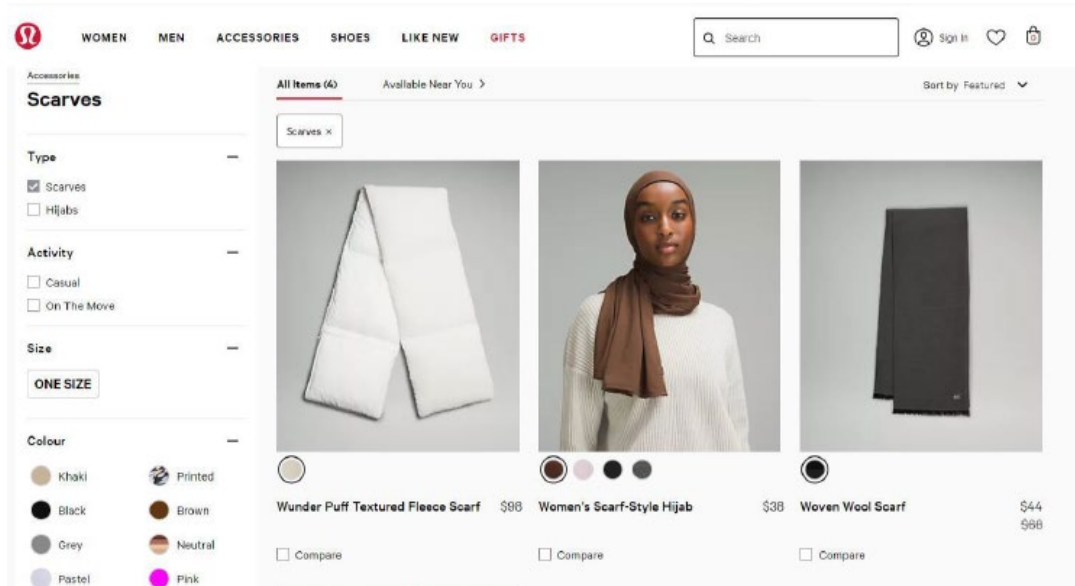 WOMEN MEN ACCESSORIES SHOES LIKE NEW GIFTS Search Sign In 0
Accessories
Scarves
All Items (4) Available Near You Sort by Featured
Scarves ×
Type
Scarves
Hijabs
Activity
Casual
On The Move
Size
ONE SIZE
Colour
Khaki Printed
Black Brown
Grey Neutral
Pastel Pink
Wunder Puff Textured Fleece Scarf $98
Compare
Women's Scarf-Style Hijab $38
Compare
Woven Wool Scarf $44
$68
Compare